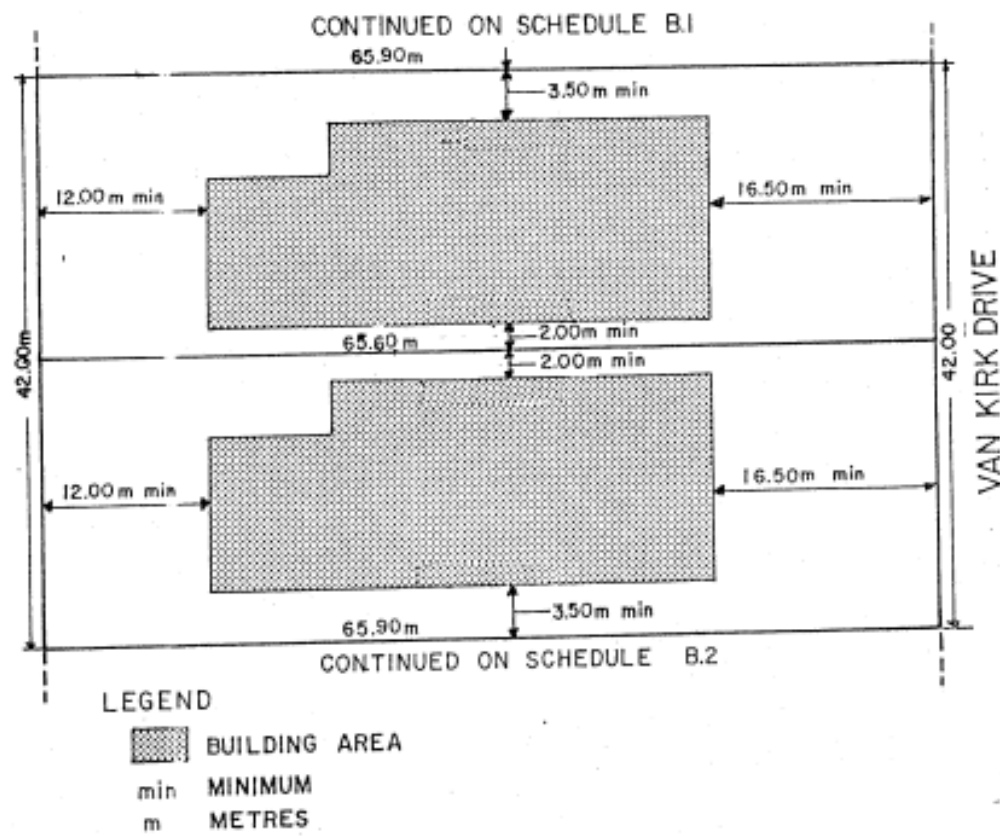 CONTINUED ON SCHEDULE B.1
65.90m
3.50m min
12.00m min
16.50m min
2.00m min
65.60m
2.00m min
42.00m
42.00
VAN KIRK DRIVE
12.00m min
16.50m min
3.50m min
65.90m
CONTINUED ON SCHEDULE B.2
LEGEND
BUILDING AREA
min MINIMUM
m METRES